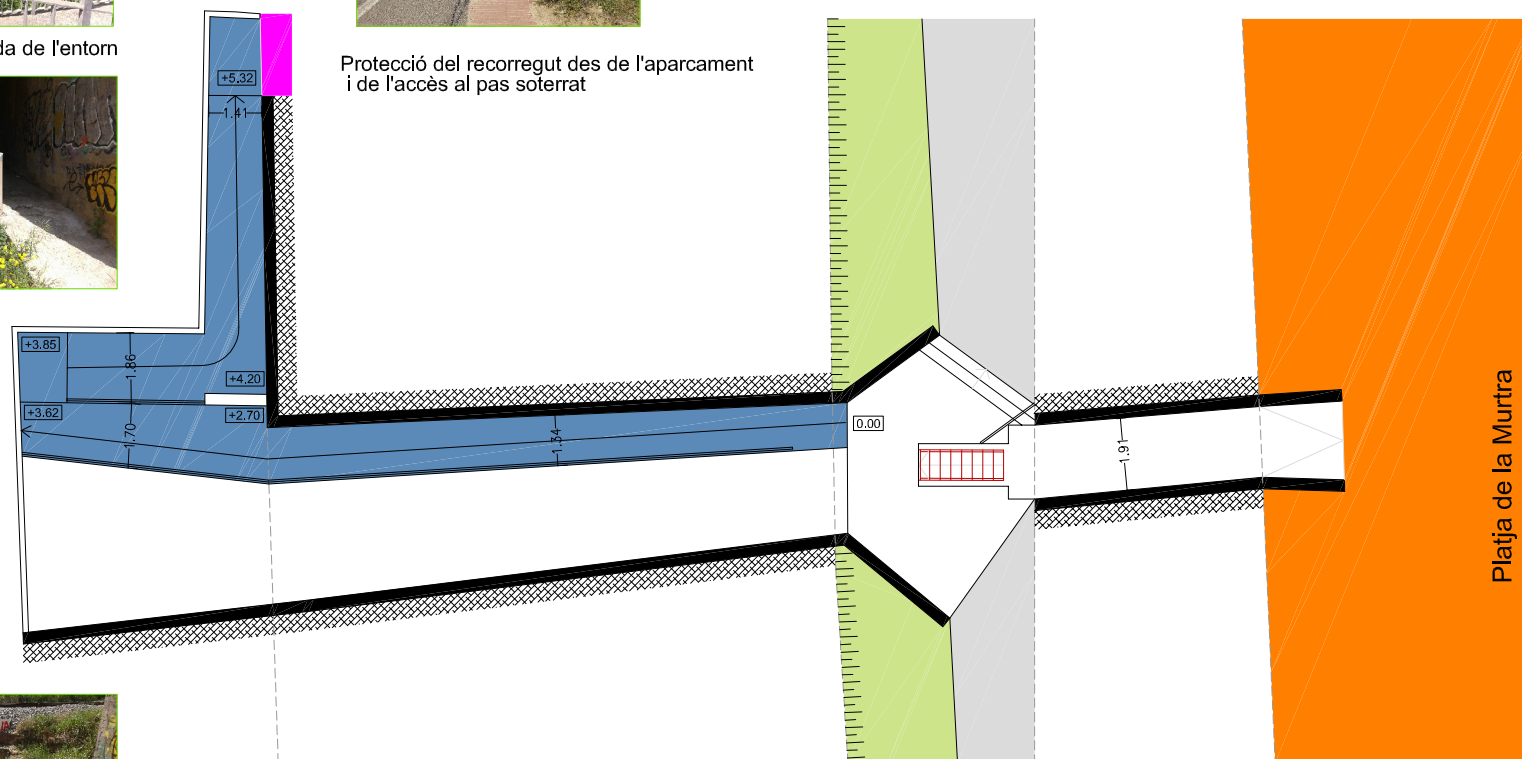 da de l'entorn
Protecció del recorregut des de l'aparcament
i de l'accès al pas soterrat
+5.32
1.41
+3.85
1.86
+4.20
+3.62
+2.70
1.70
1.34
0.00
1.91
Platja de la Murtra